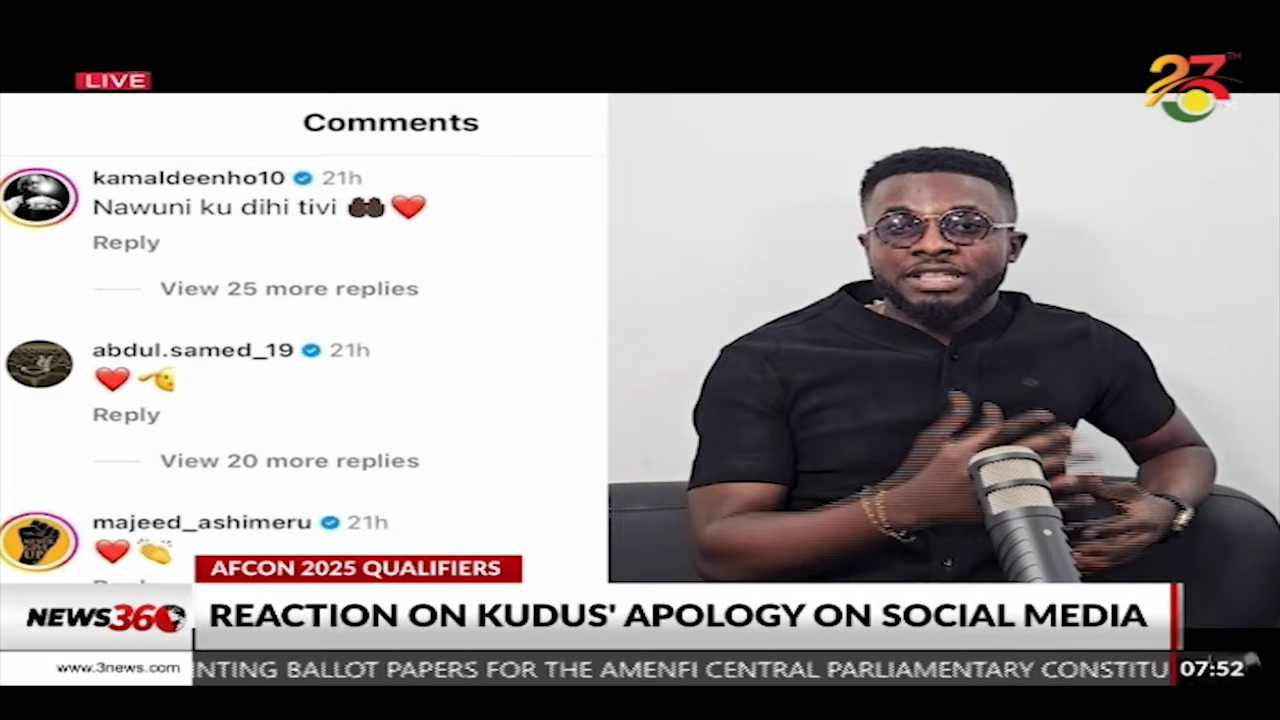 LIVE
23
TH
Comments
kamaldeenho10 21h
Nawuni ku dihi tivi 🤲🏿❤️
Reply
View 25 more replies
abdul.samed_19 21h
❤️🫡
Reply
View 20 more replies
majeed_ashimeru 21h
❤️👏
AFCON 2025 QUALIFIERS
NEWS360
REACTION ON KUDUS' APOLOGY ON SOCIAL MEDIA
www.3news.com
NTING BALLOT PAPERS FOR THE AMENFI CENTRAL PARLIAMENTARY CONSTITU
07:52